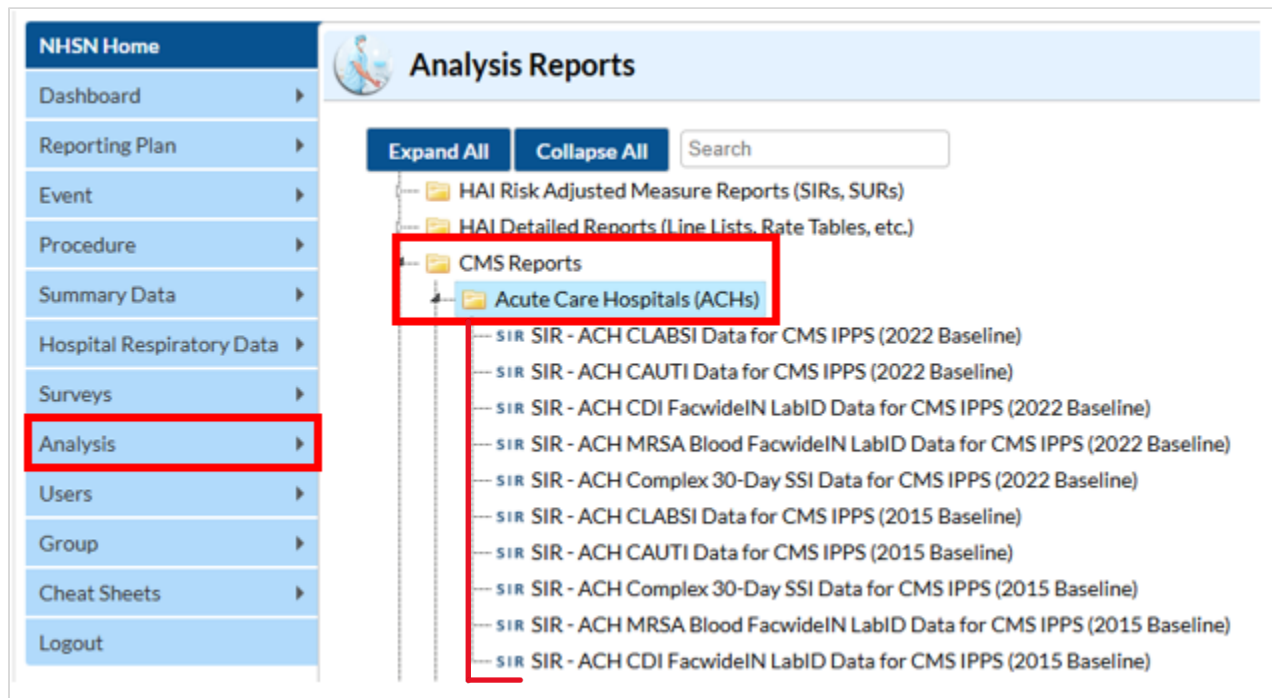 NHSN Home
Dashboard
Reporting Plan
Event
Procedure
Summary Data
Hospital Respiratory Data
Surveys
Analysis
Users
Group
Cheat Sheets
Logout
Analysis Reports
Expand All Collapse All Search
HAI Risk Adjusted Measure Reports (SIRs, SURs)
HAI Detailed Reports (Line Lists, Rate Tables, etc.)
CMS Reports
Acute Care Hospitals (ACHs)
SIR SIR - ACH CLABSI Data for CMS IPPS (2022 Baseline)
SIR SIR - ACH CAUTI Data for CMS IPPS (2022 Baseline)
SIR SIR - ACH CDI FacwideIN LabID Data for CMS IPPS (2022 Baseline)
SIR SIR - ACH MRSA Blood FacwideIN LabID Data for CMS IPPS (2022 Baseline)
SIR SIR - ACH Complex 30-Day SSI Data for CMS IPPS (2022 Baseline)
SIR SIR - ACH CLABSI Data for CMS IPPS (2015 Baseline)
SIR SIR - ACH CAUTI Data for CMS IPPS (2015 Baseline)
SIR SIR - ACH Complex 30-Day SSI Data for CMS IPPS (2015 Baseline)
SIR SIR - ACH MRSA Blood FacwideIN LabID Data for CMS IPPS (2015 Baseline)
SIR SIR - ACH CDI FacwideIN LabID Data for CMS IPPS (2015 Baseline)